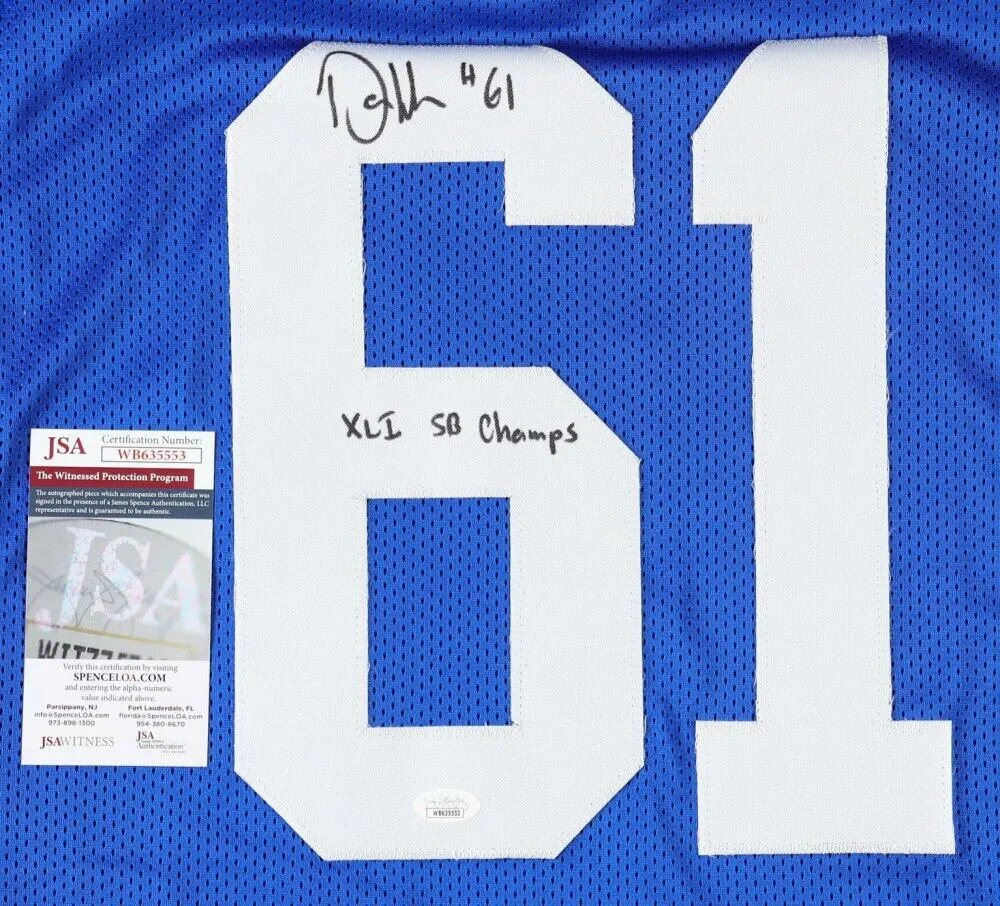 #61
XLI SB Champs
61
JSA
Certification Number:
WB635553
The Witnessed Protection Program
The autographed piece which accompanies this certificate was
signed in the presence of a James Spence Authentication, LLC
representative and is guaranteed to be authentic.
JSA
Verify this certification by visiting
SPENCELOA.COM
and entering the alpha-numeric
value indicated above.
Parsippany, NJ
info@SpenceLOA.com
973-898-1300
Fort Lauderdale, FL
florida@SpenceLOA.com
954-380-8670
JSAWITNESS
JSA
Authentication
WB635553